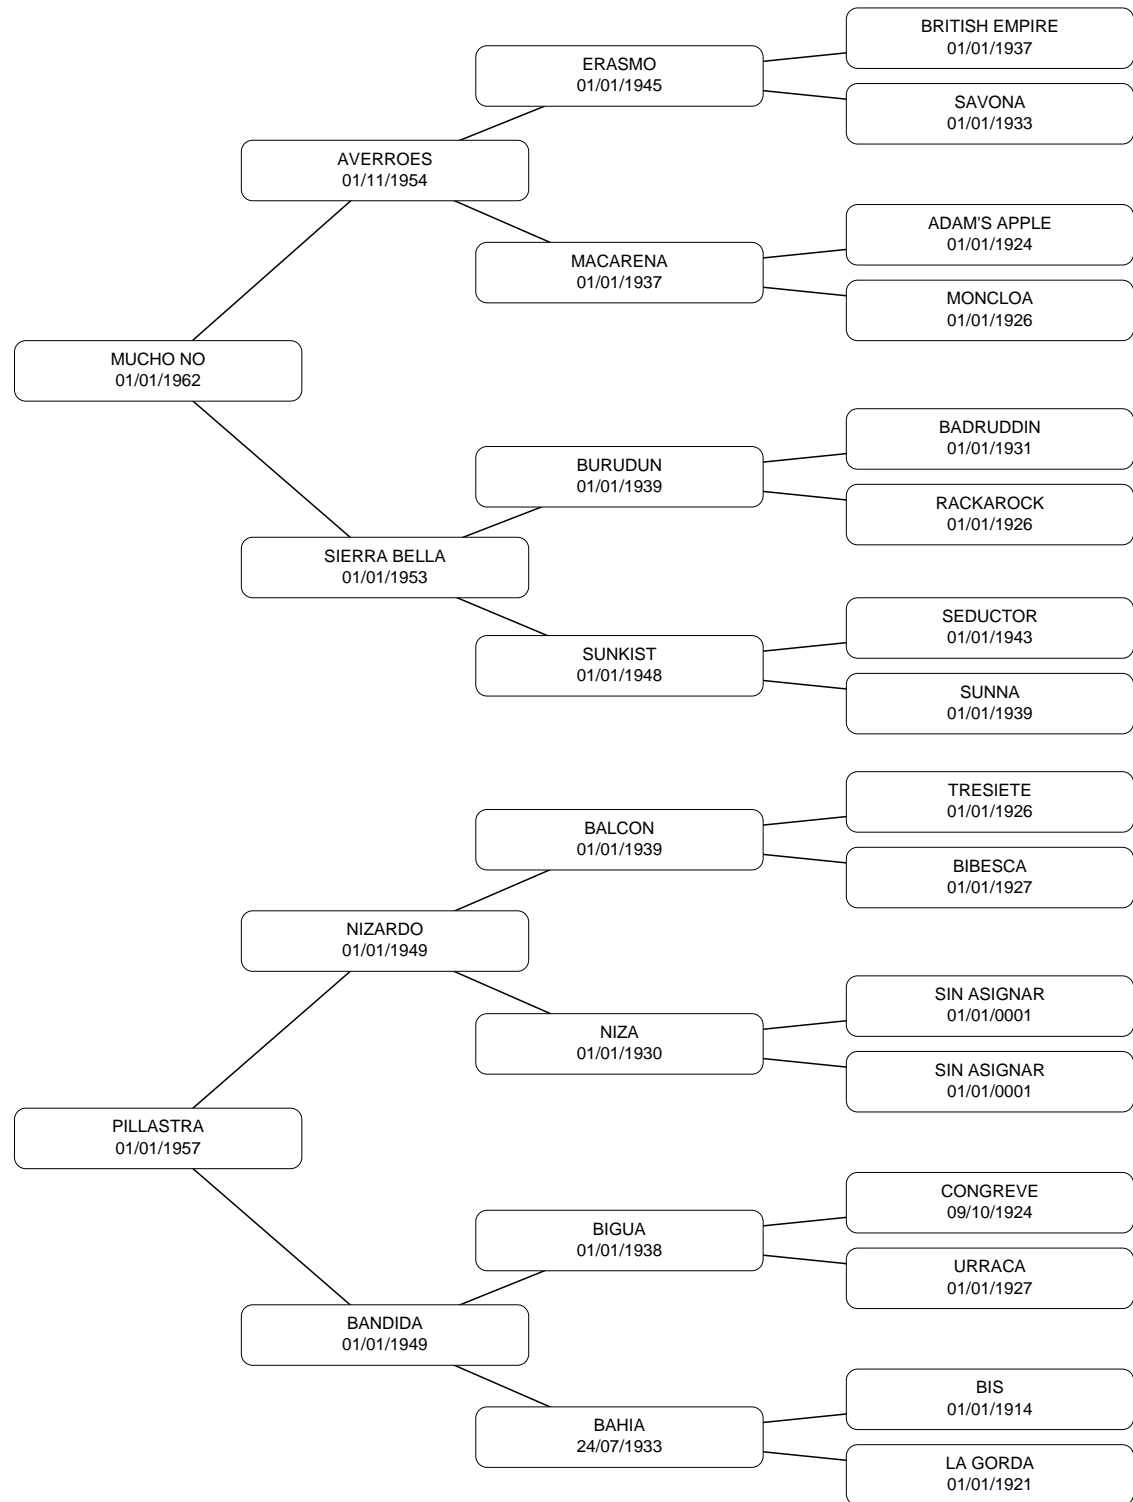 BRITISH EMPIRE
01/01/1937
ERASMO
01/01/1945
SAVONA
01/01/1933
AVERROES
01/11/1954
ADAM'S APPLE
01/01/1924
MACARENA
01/01/1937
MONCLOA
01/01/1926
MUCHO NO
01/01/1962
BADRUDDIN
01/01/1931
BURUDUN
01/01/1939
RACKAROCK
01/01/1926
SIERRA BELLA
01/01/1953
SEDUCTOR
01/01/1943
SUNKIST
01/01/1948
SUNNA
01/01/1939
TRESIETE
01/01/1926
BALCON
01/01/1939
BIBESCA
01/01/1927
NIZARDO
01/01/1949
SIN ASIGNAR
01/01/0001
NIZA
01/01/1930
SIN ASIGNAR
01/01/0001
PILLASTRA
01/01/1957
CONGREVE
09/10/1924
BIGUA
01/01/1938
URRACA
01/01/1927
BANDIDA
01/01/1949
BIS
01/01/1914
BAHIA
24/07/1933
LA GORDA
01/01/1921